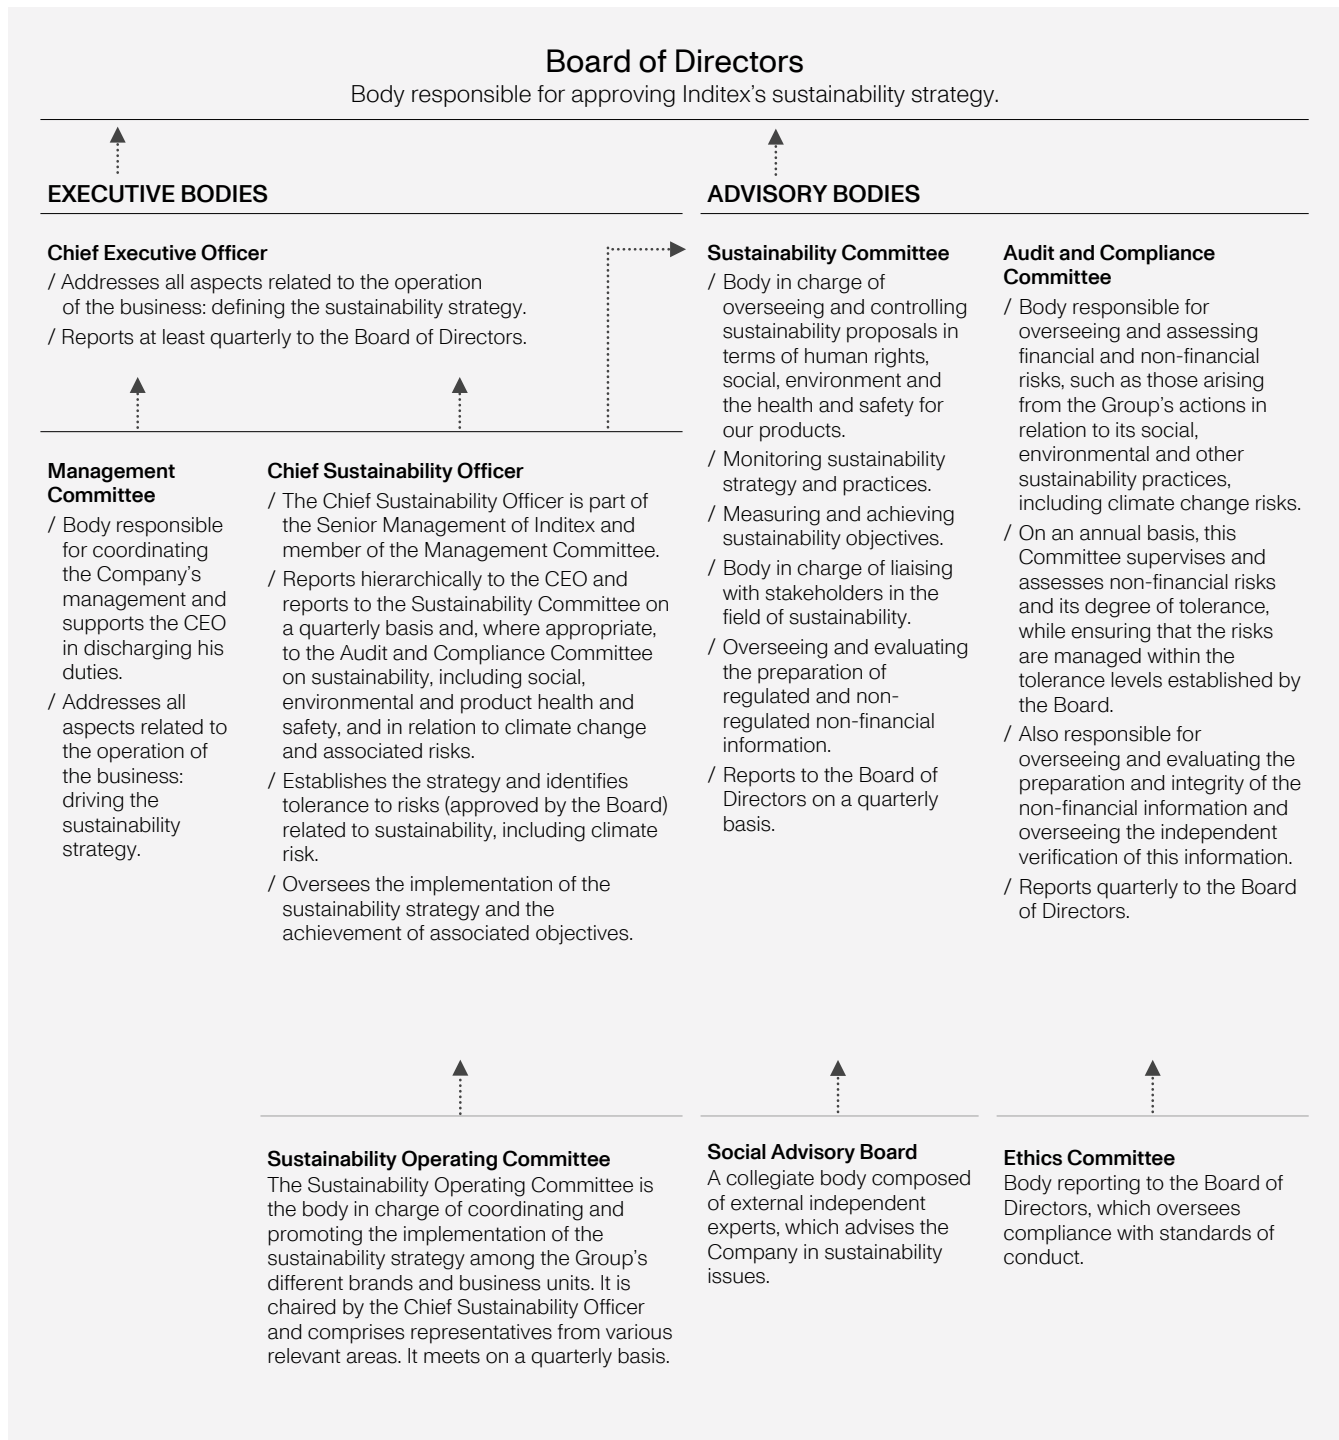 Board of Directors
Body responsible for approving Inditex's sustainability strategy.
EXECUTIVE BODIES
Chief Executive Officer
/ Addresses all aspects related to the operation
of the business: defining the sustainability strategy.
/ Reports at least quarterly to the Board of Directors.
Management
Committee
/ Body responsible
for coordinating
the Company's
management and
supports the CEO
in discharging his
duties.
/ Addresses all
aspects related to
the operation of
the business:
driving the
sustainability
strategy.
Chief Sustainability Officer
/ The Chief Sustainability Officer is part of
the Senior Management of Inditex and
member of the Management Committee.
/ Reports hierarchically to the CEO and
reports to the Sustainability Committee on
a quarterly basis and, where appropriate,
to the Audit and Compliance Committee
on sustainability, including social,
environmental and product health and
safety, and in relation to climate change
and associated risks.
/ Establishes the strategy and identifies
tolerance to risks (approved by the Board)
related to sustainability, including climate
risk.
/ Oversees the implementation of the
sustainability strategy and the
achievement of associated objectives.
Sustainability Operating Committee
The Sustainability Operating Committee is
the body in charge of coordinating and
promoting the implementation of the
sustainability strategy among the Group's
different brands and business units. It is
chaired by the Chief Sustainability Officer
and comprises representatives from various
relevant areas. It meets on a quarterly basis.
ADVISORY BODIES
Sustainability Committee
/ Body in charge of
overseeing and controlling
sustainability proposals in
terms of human rights,
social, environment and
the health and safety for
our products.
/ Monitoring sustainability
strategy and practices.
/ Measuring and achieving
sustainability objectives.
/ Body in charge of liaising
with stakeholders in the
field of sustainability.
/ Overseeing and evaluating
the preparation of
regulated and non-
regulated non-financial
information.
/ Reports to the Board of
Directors on a quarterly
basis.
Social Advisory Board
A collegiate body composed
of external independent
experts, which advises the
Company in sustainability
issues.
Audit and Compliance
Committee
/ Body responsible for
overseeing and assessing
financial and non-financial
risks, such as those arising
from the Group's actions in
relation to its social,
environmental and other
sustainability practices,
including climate change risks.
/ On an annual basis, this
Committee supervises and
assesses non-financial risks
and its degree of tolerance,
while ensuring that the risks
are managed within the
tolerance levels established by
the Board.
/ Also responsible for
overseeing and evaluating the
preparation and integrity of the
non-financial information and
overseeing the independent
verification of this information.
/ Reports quarterly to the Board
of Directors.
Ethics Committee
Body reporting to the Board of
Directors, which oversees
compliance with standards of
conduct.